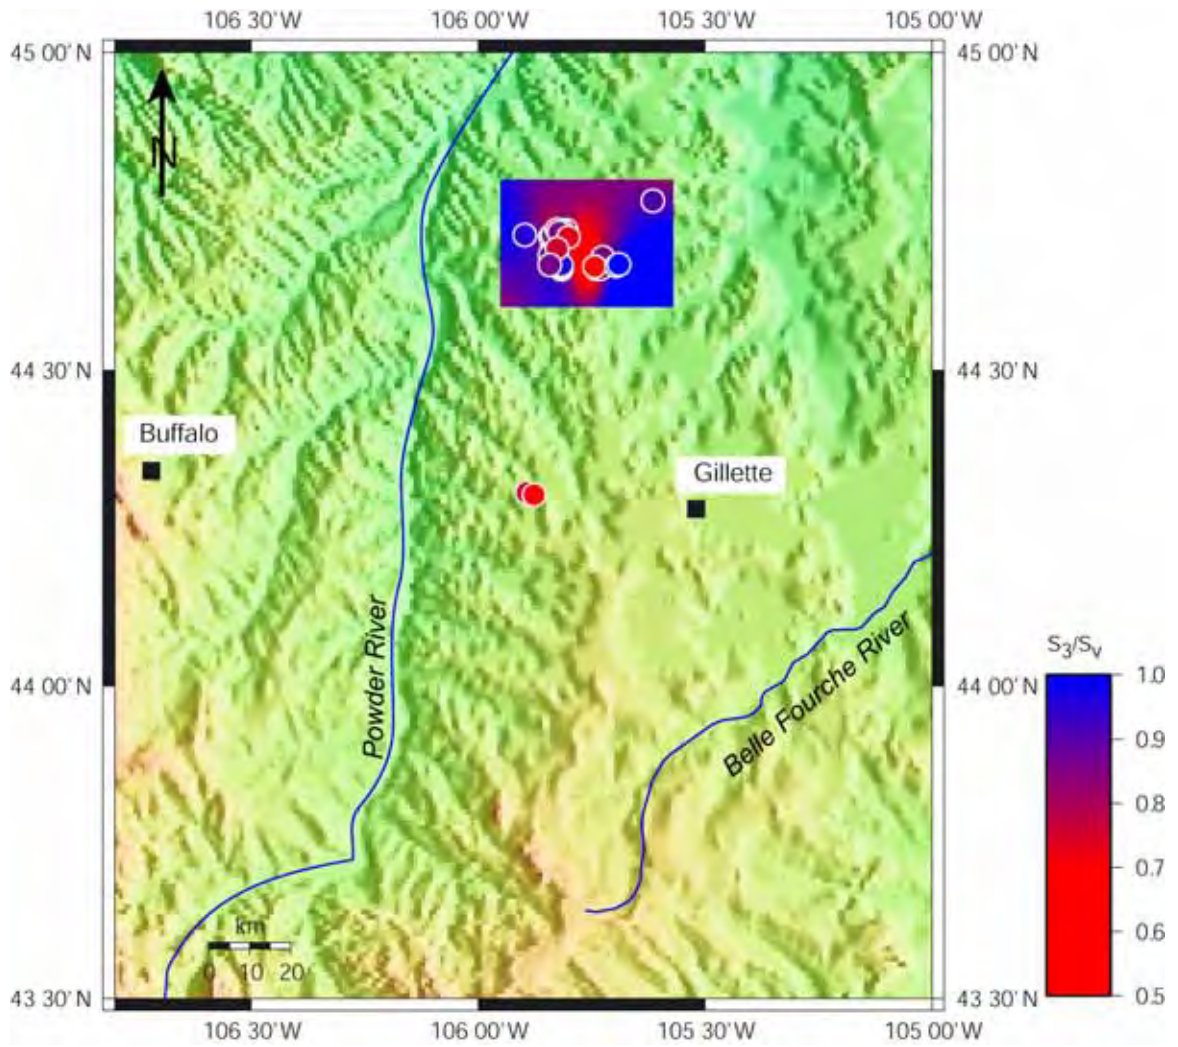 106 30'W 106 00'W 105 30'W 105 00'W
45 00' N 45 00' N
N
44 30' N 44 30' N
Buffalo
Gillette
Powder River
Belle Fourche River
S3/Sv
44 00' N 44 00' N 1.0
0.9
0.8
0.7
0.6
0.5
km
0 10 20
43 30' N 43 30' N
106 30'W 106 00'W 105 30'W 105 00'W